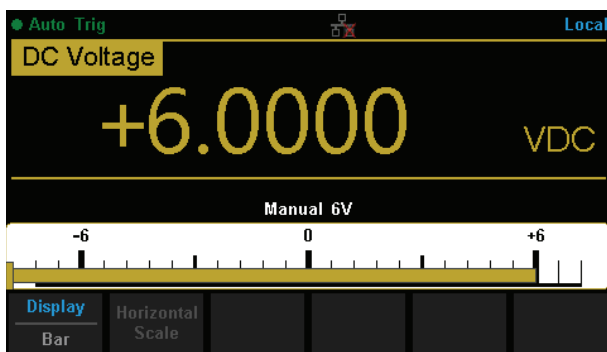 Auto Trig
Local
DC Voltage
+6.0000
VDC
Manual 6V
-6 0 +6
Display
Bar
Horizontal
Scale